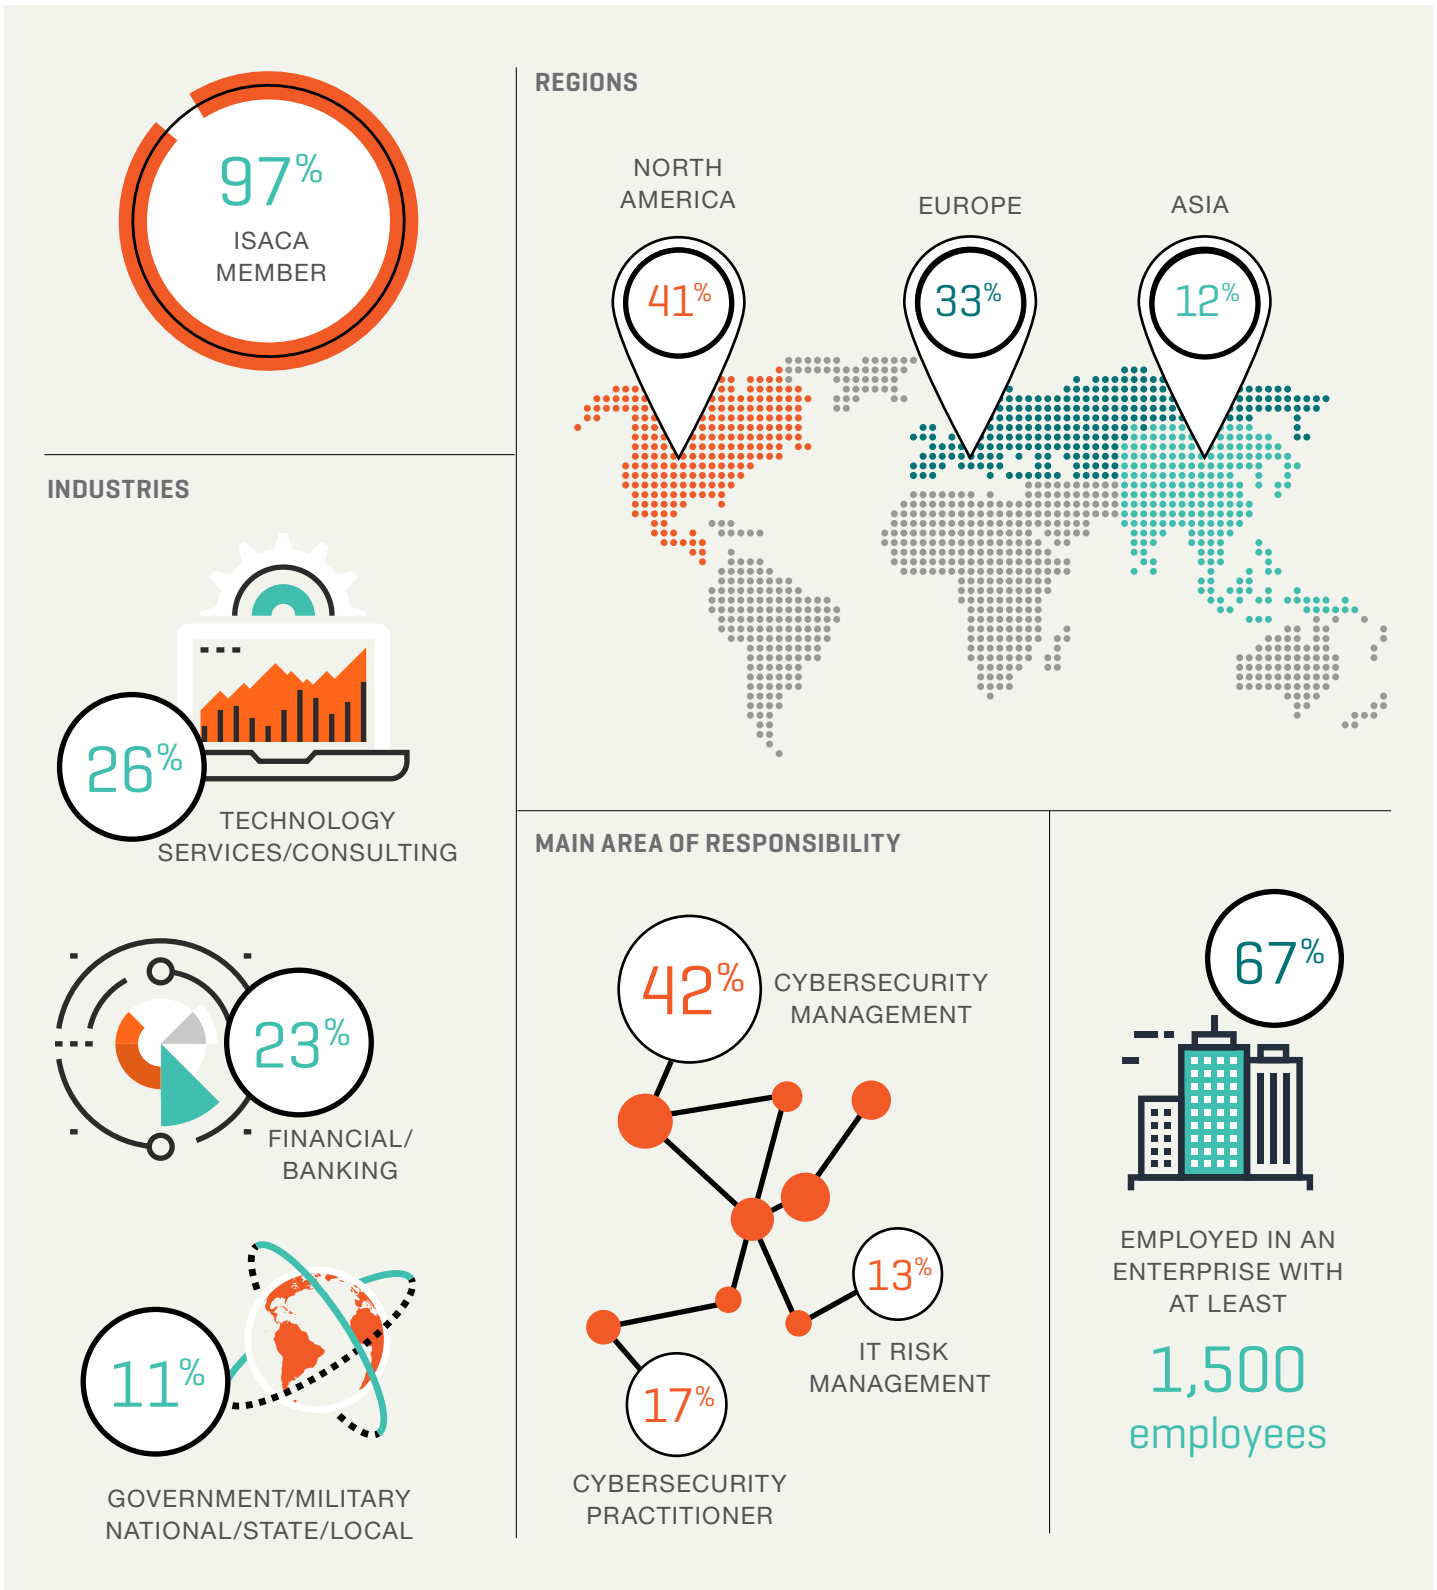 97%
ISACA
MEMBER
INDUSTRIES
26%
TECHNOLOGY
SERVICES/CONSULTING
23%
FINANCIAL/
BANKING
11%
GOVERNMENT/MILITARY
NATIONAL/STATE/LOCAL
REGIONS
NORTH
AMERICA
41%
EUROPE
33%
ASIA
12%
MAIN AREA OF RESPONSIBILITY
42%
CYBERSECURITY
MANAGEMENT
13%
IT RISK
MANAGEMENT
17%
CYBERSECURITY
PRACTITIONER
67%
EMPLOYED IN AN
ENTERPRISE WITH
AT LEAST
1,500
employees